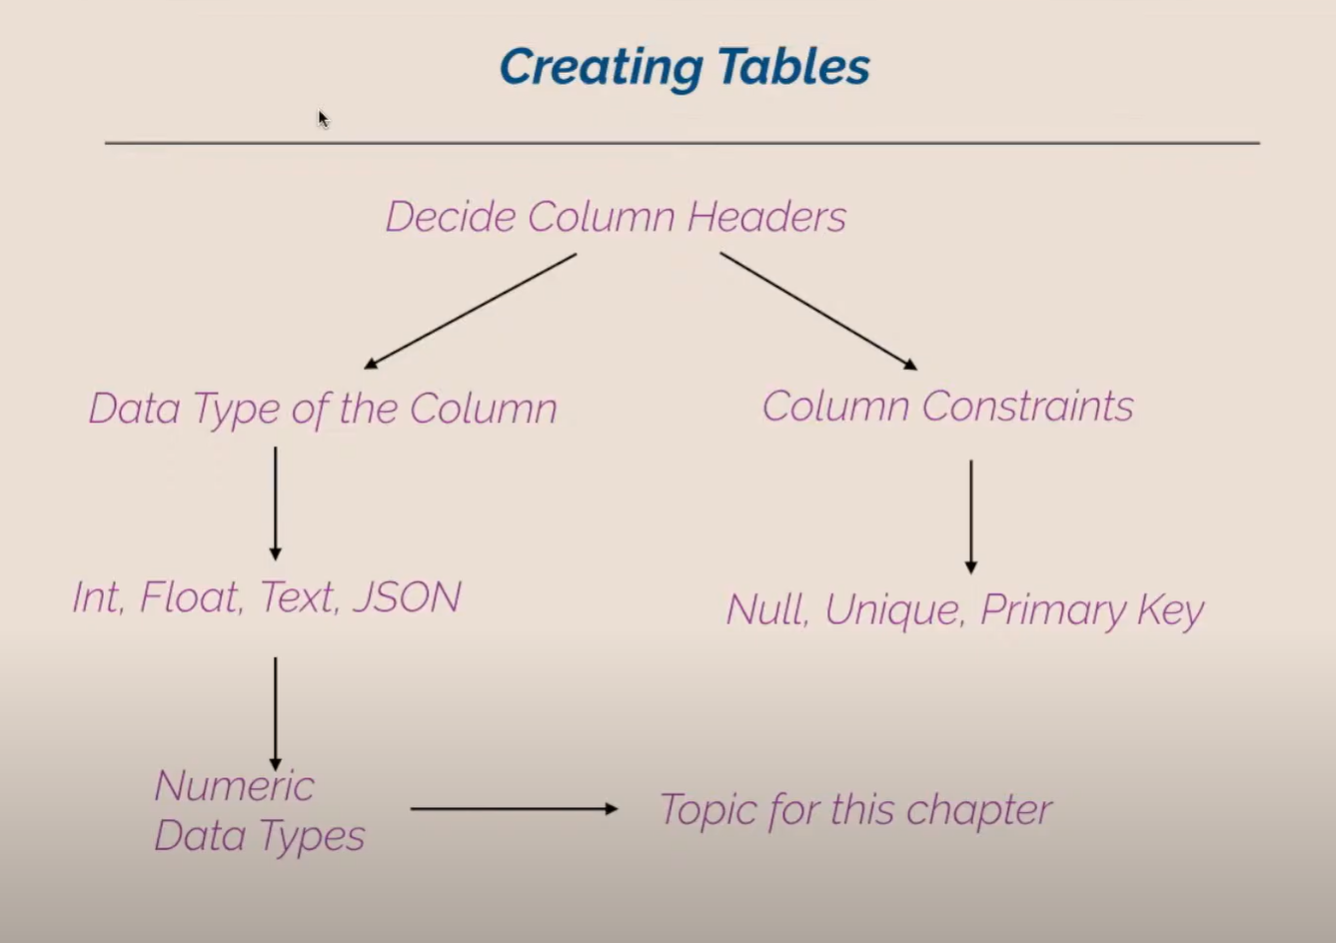 Creating Tables
Decide Column Headers
Data Type of the Column
Column Constraints
Int, Float, Text, JSON
Null, Unique, Primary Key
Numeric
Data Types
Topic for this chapter